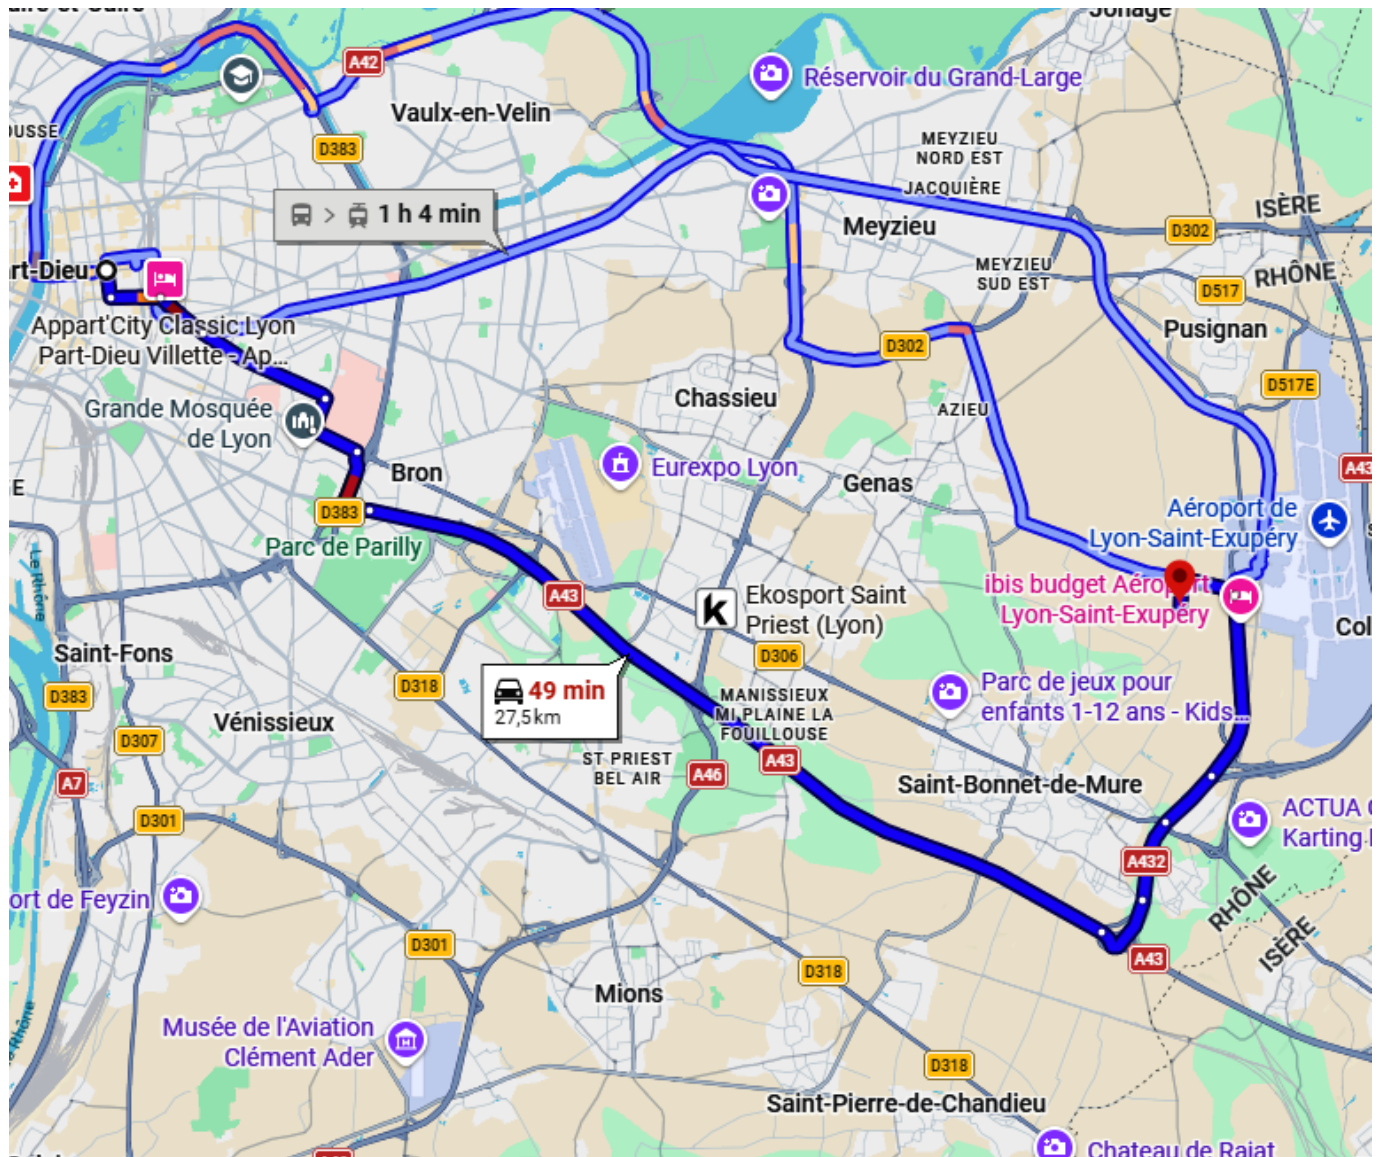 A42
Réservoir du Grand-Large
Vaulx-en-Velin
D383
MEYZIEU
NORD EST
JACQUIÈRE
1 h 4 min
ISÈRE
D302
Meyzieu
RHÔNE
MEYZIEU
SUD EST
D517
rt-Dieu
Appart'City Classic Lyon
Part-Dieu Villette - Ap...
Pusignan
D302
D517E
Chassieu
Grande Mosquée
de Lyon
AZIEU
Bron
Eurexpo Lyon
A43
Genas
E
D383
Aéroport de
Lyon-Saint-Exupéry
Parc de Parilly
Le Rhône
A43
ibis budget Aéroport
Lyon-Saint-Exupéry
Ekosport Saint
Priest (Lyon)
Col
Saint-Fons
D306
D383
D318
49 min
27,5 km
MANISSIEUX
MI PLAINE LA
FOUILLOUSE
Parc de jeux pour
enfants 1-12 ans - Kids...
Vénissieux
D307
ST PRIEST
BEL AIR
A43
A46
A7
Saint-Bonnet-de-Mure
D301
ACTUA
Karting
A432
ort de Feyzin
RHÔNE
ISÈRE
D301
A43
D318
Mions
Rhône
Musée de l'Aviation
Clément Ader
D318
Saint-Pierre-de-Chandieu
Chateau de Rajat